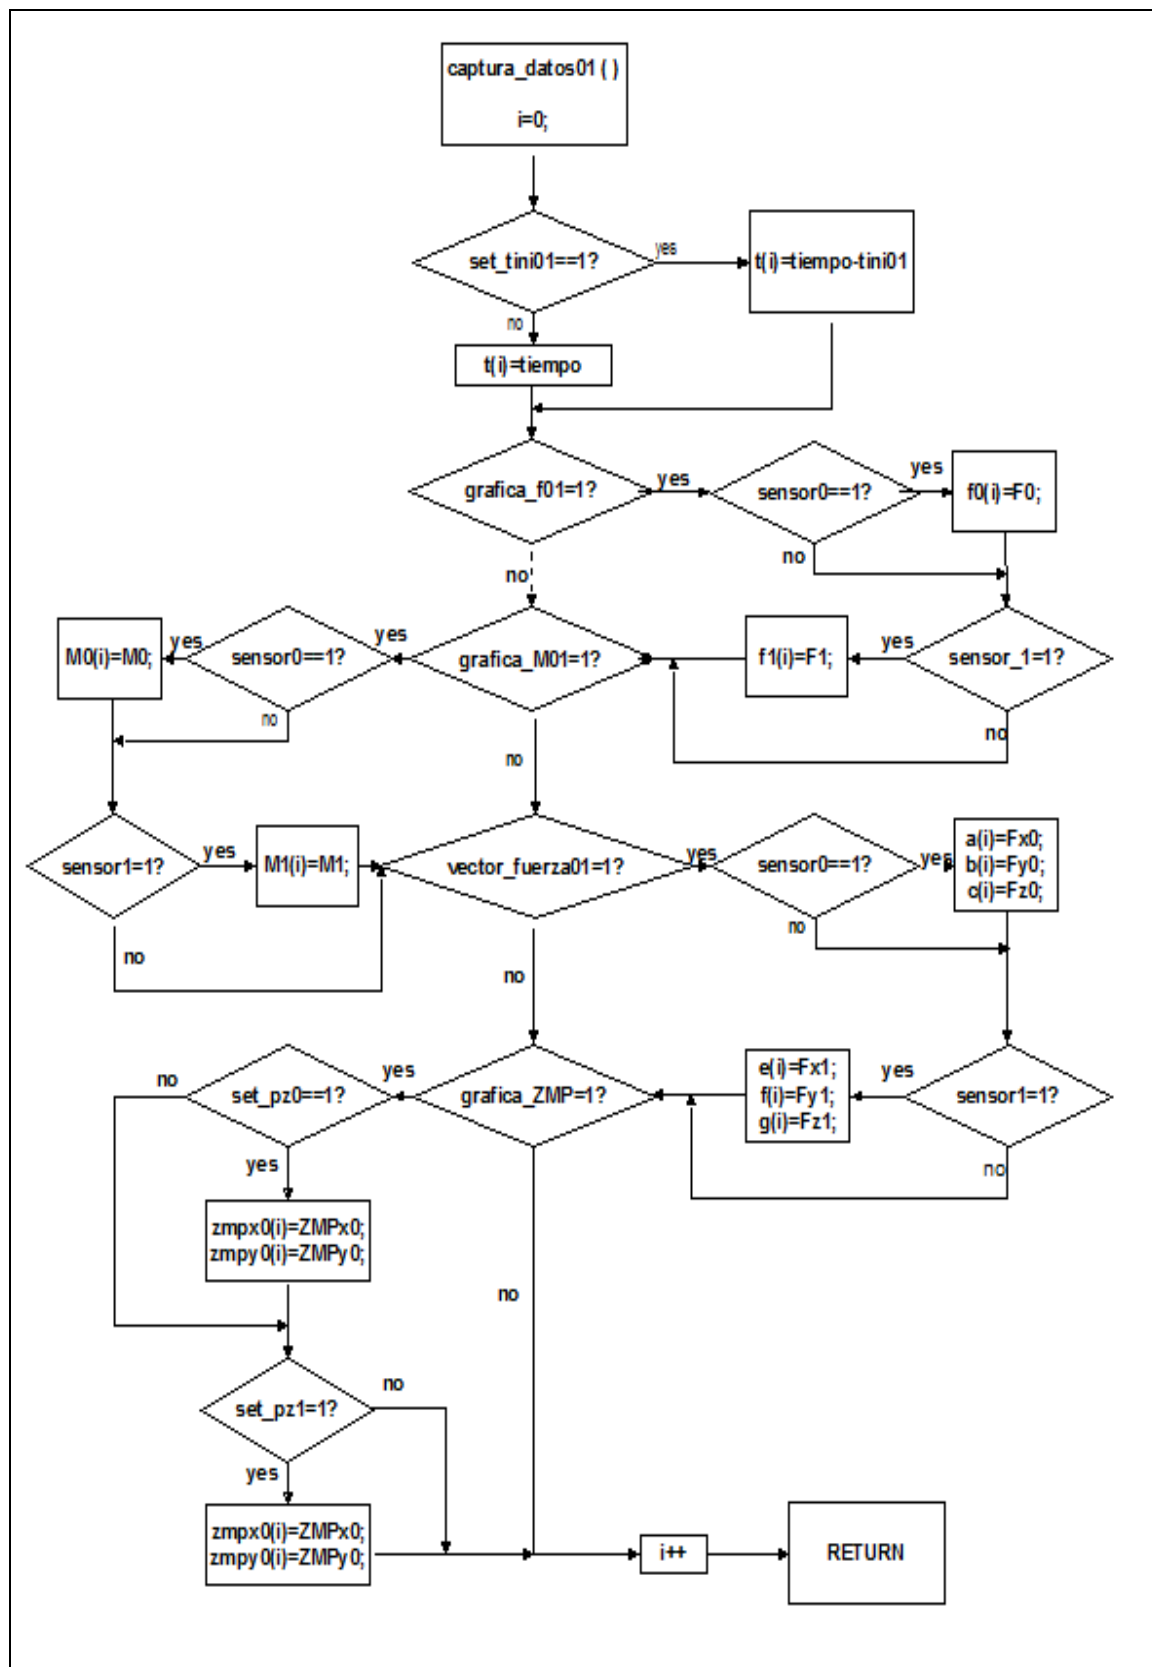 captura_datos01 ( )
i=0;
set_tini01==1?
yes
t(i)=tiempo-tini01
no
t(i)=tiempo
grafica_f01=1?
yes
sensor0==1?
yes
f0(i)=F0;
no
no
M0(i)=M0;
yes
sensor0==1?
yes
grafica_M01=1?
f1(i)=F1;
yes
sensor_1=1?
no
no
no
sensor1=1?
yes
M1(i)=M1;
vector_fuerza01=1?
yes
sensor0==1?
yes
a(i)=Fx0;
b(i)=Fy0;
c(i)=Fz0;
no
no
no
no
set_pz0==1?
yes
grafica_ZMP=1?
e(i)=Fx1;
f(i)=Fy1;
g(i)=Fz1;
yes
sensor1=1?
yes
no
zmpx0(i)=ZMPx0;
zmpy0(i)=ZMPy0;
no
set_pz1=1?
no
yes
zmpx0(i)=ZMPx0;
zmpy0(i)=ZMPy0;
i++
RETURN